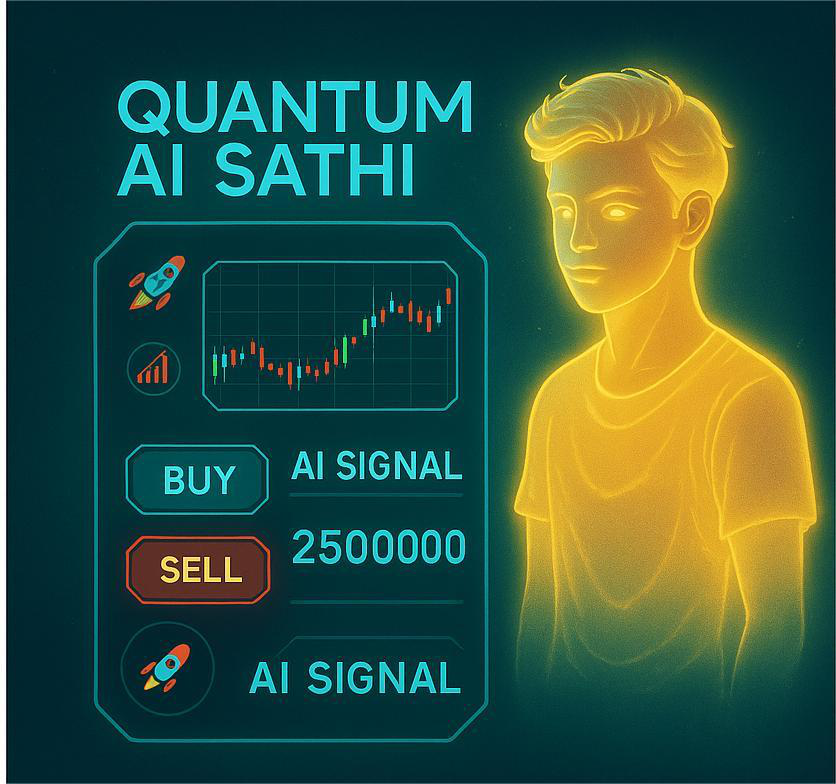 QUANTUM
AI SATHI
BUY
AI SIGNAL
SELL
2500000
AI SIGNAL